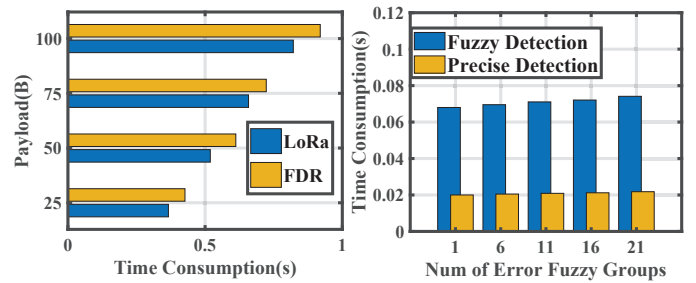 100
75
50
25
Payload(B)
LoRa
FDR
0
0.5
1
Time Consumption(s)
0.12
0.1
0.08
0.06
0.04
0.02
0
Time Consumption(s)
Fuzzy Detection
Precise Detection
1
6
11
16
21
Num of Error Fuzzy Groups